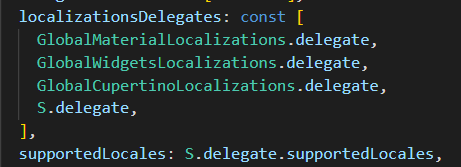 localizationsDelegates: const [
GlobalMaterialLocalizations.delegate,
GlobalWidgetsLocalizations.delegate,
GlobalCupertinoLocalizations.delegate,
S.delegate,
],
supportedLocales: S.delegate.supportedLocales,